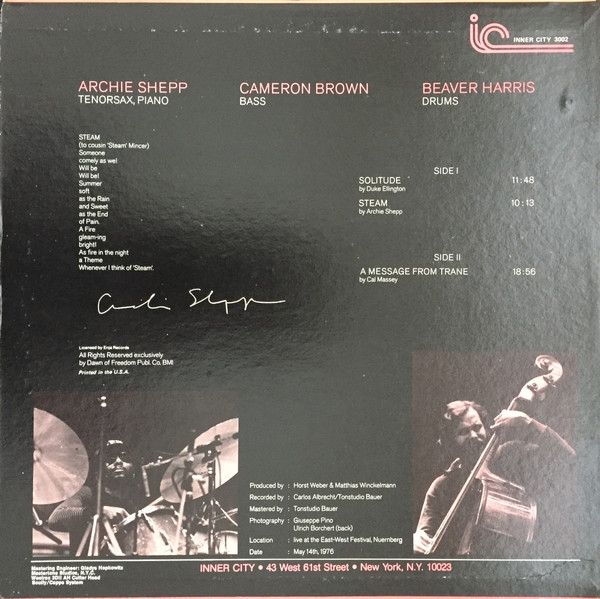 ic INNER CITY 3002
ARCHIE SHEPP
TENORSAX, PIANO
CAMERON BROWN
BASS
BEAVER HARRIS
DRUMS
STEAM
(to cousin 'Steam' Mincer)
Someone
comely as we!
Will be
Will be!
Summer
soft
as the Rain
and Sweet
as the End
of Pain.
A Fire
gleam-ing
bright!
As fire in the night
a Theme
Whenever I think of 'Steam'.
Archie Shepp
SIDE I
SOLITUDE 11:48
by Duke Ellington
STEAM 10:13
by Archie Shepp
SIDE II
A MESSAGE FROM TRANE 18:56
by Cal Massey
Licensed by Enja Records
All Rights Reserved exclusively
by Dawn of Freedom Publ. Co. BMI
Printed in the U.S.A.
Produced by : Horst Weber & Matthias Winckelmann
Recorded by : Carlos Albrecht/Tonstudio Bauer
Mastered by : Tonstudio Bauer
Photography : Giuseppe Pino
Ulrich Borchert (back)
Location : live at the East-West Festival, Nuernberg
Date : May 14th, 1976
Mastering Engineer: Gladys Hopkowitz
Mastertone Studios, N.Y.C.
Westrex 3DII AH Cutter Head
Scully/Capps System
INNER CITY • 43 West 61st Street • New York, N.Y. 10023